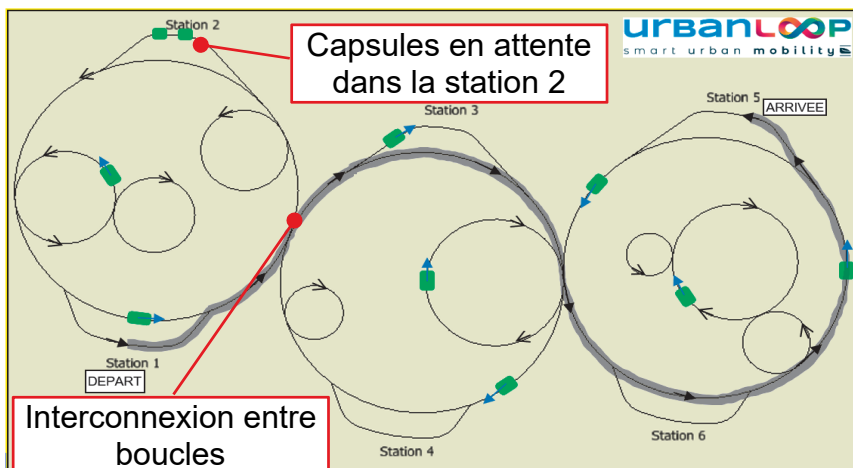 Station 2
Capsules en attente
dans la station 2
urbanLOOP
smart urban mobility
Station 3
Station 5
ARRIVEE
Station 1
DEPART
Interconnexion entre
boucles
Station 4
Station 6